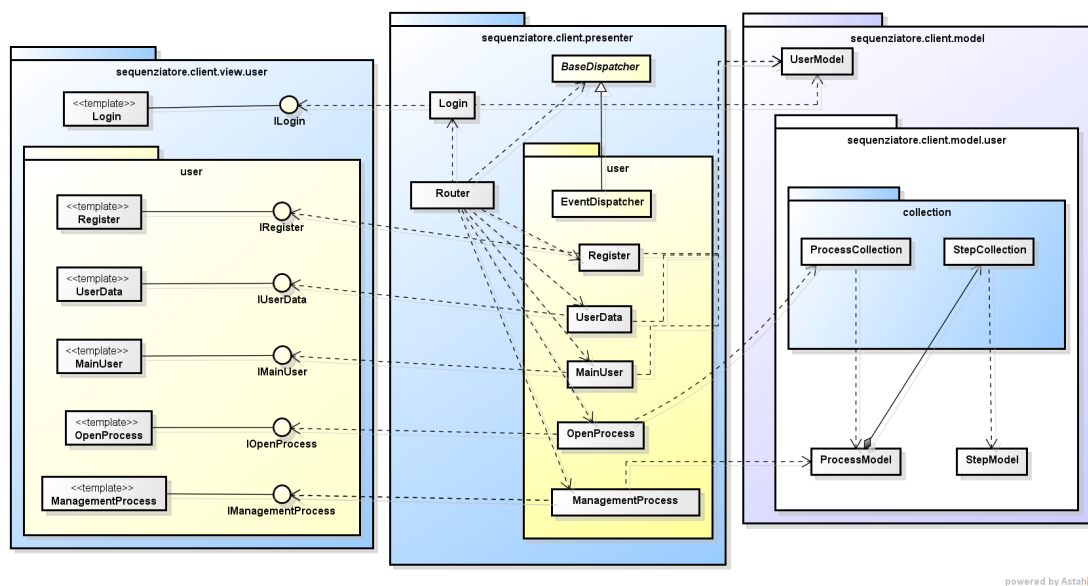 sequenziatore.client.view.user
<<template>>
Login
ILogin
user
<<template>>
Register
IRegister
<<template>>
UserData
IUserData
<<template>>
MainUser
IMainUser
<<template>>
OpenProcess
IOpenProcess
<<template>>
ManagementProcess
IManagementProcess
sequenziatore.client.presenter
BaseDispatcher
Login
Router
user
EventDispatcher
Register
UserData
MainUser
OpenProcess
ManagementProcess
sequenziatore.client.model
UserModel
sequenziatore.client.model.user
collection
ProcessCollection
StepCollection
ProcessModel
StepModel
powered by Astah